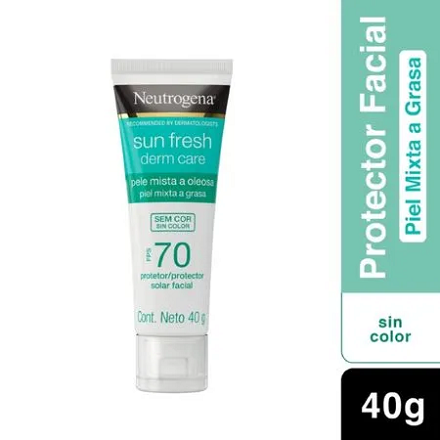 Neutrogena
RECOMMENDED BY DERMATOLOGISTS
sun fresh
derm care
pele mista a oleosa
piel mixta a grasa
SEM COR
SIN COLOR
FPS 70
protetor/protector
solar facial
Cont. Neto 40 g
Protector Facial
Piel Mixta a Grasa
sin
color
40g